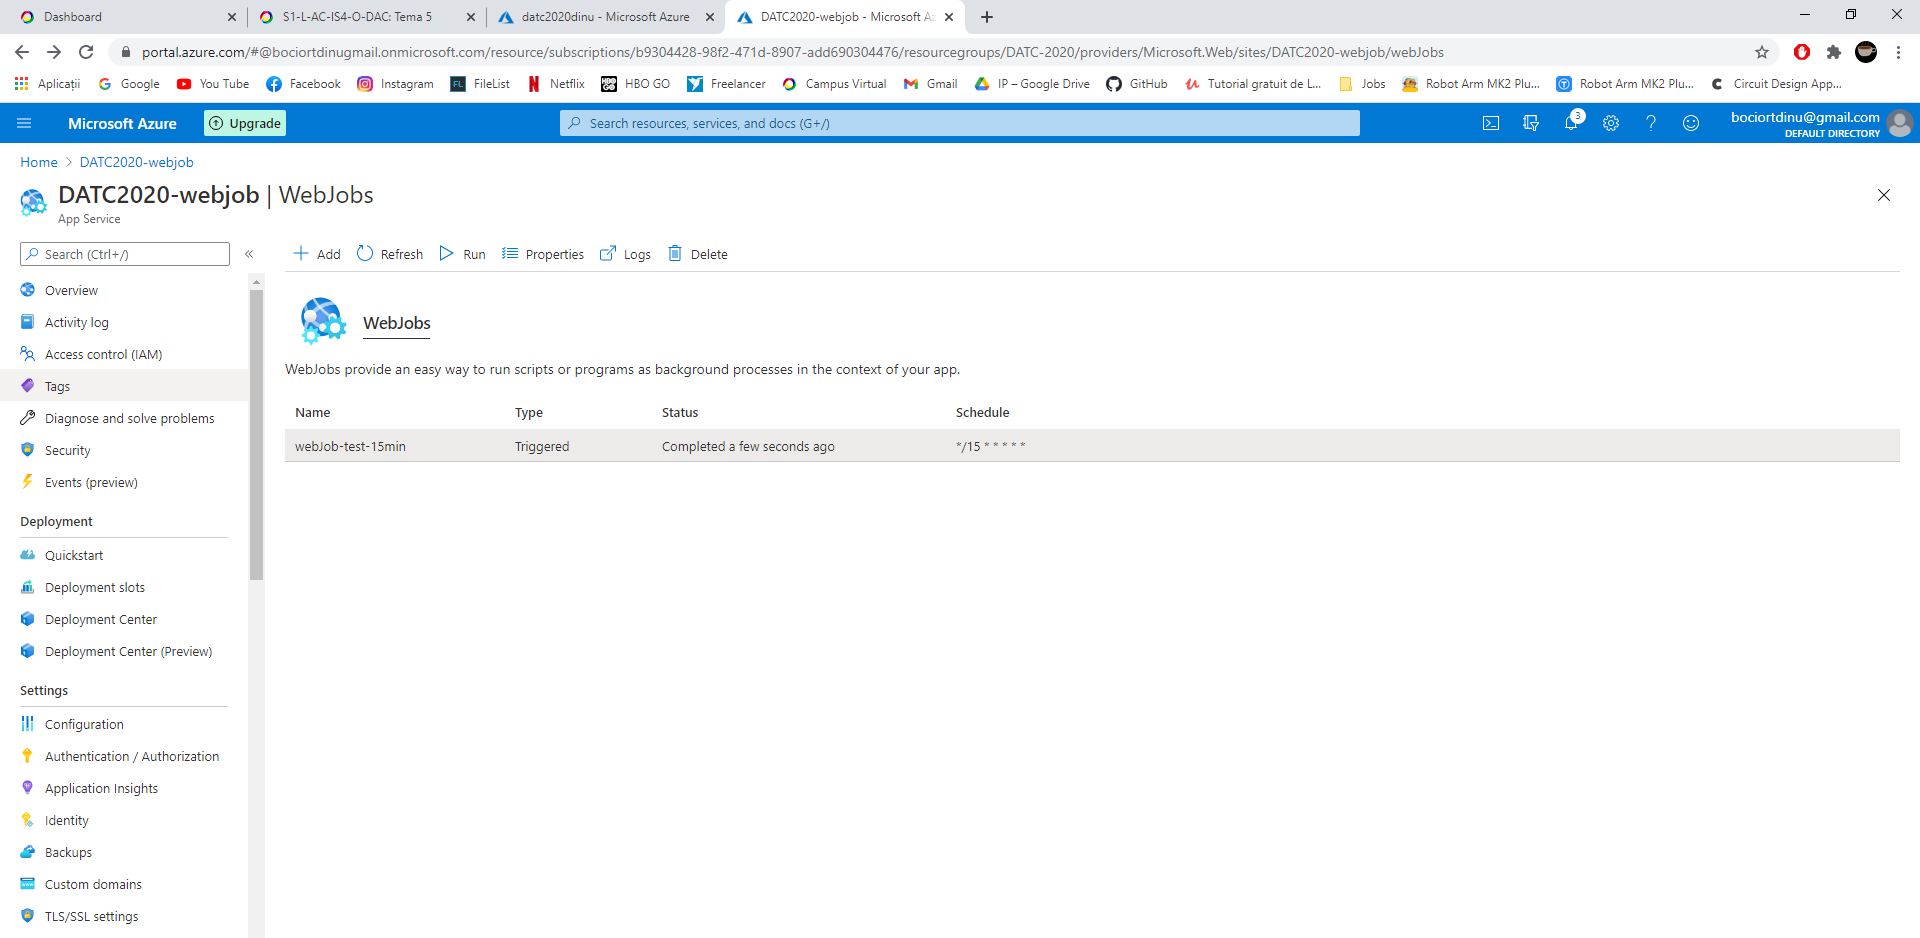 Dashboard
S1-L-AC-IS4-O-DAC: Tema 5
datc2020dinu - Microsoft Azure
DATC2020-webjob - Microsoft Az
portal.azure.com/#@bociortdinugmail.onmicrosoft.com/resource/subscriptions/b9304428-98f2-471d-8907-add690304476/resourcegroups/DATC-2020/providers/Microsoft.Web/sites/DATC2020-webjob/webJobs
Aplicații
Google
You Tube
Facebook
Instagram
FL FileList
Netflix
HBO GO HBO GO
Freelancer
Campus Virtual
Gmail
IP – Google Drive
GitHub
Tutorial gratuit de L...
Jobs
Robot Arm MK2 Plu...
Robot Arm MK2 Plu...
Circuit Design App...
Microsoft Azure
Upgrade
Search resources, services, and docs (G+/)
3
bociortdinu@gmail.com
DEFAULT DIRECTORY
Home > DATC2020-webjob
DATC2020-webjob | WebJobs
App Service
Search (Ctrl+/)
«
Add
Refresh
Run
Properties
Logs
Delete
Overview
Activity log
Access control (IAM)
Tags
Diagnose and solve problems
Security
Events (preview)
Deployment
Quickstart
Deployment slots
Deployment Center
Deployment Center (Preview)
Settings
Configuration
Authentication / Authorization
Application Insights
Identity
Backups
Custom domains
TLS/SSL settings
WebJobs
WebJobs provide an easy way to run scripts or programs as background processes in the context of your app.
Name Type Status Schedule
webJob-test-15min Triggered Completed a few seconds ago */15 * * * * *